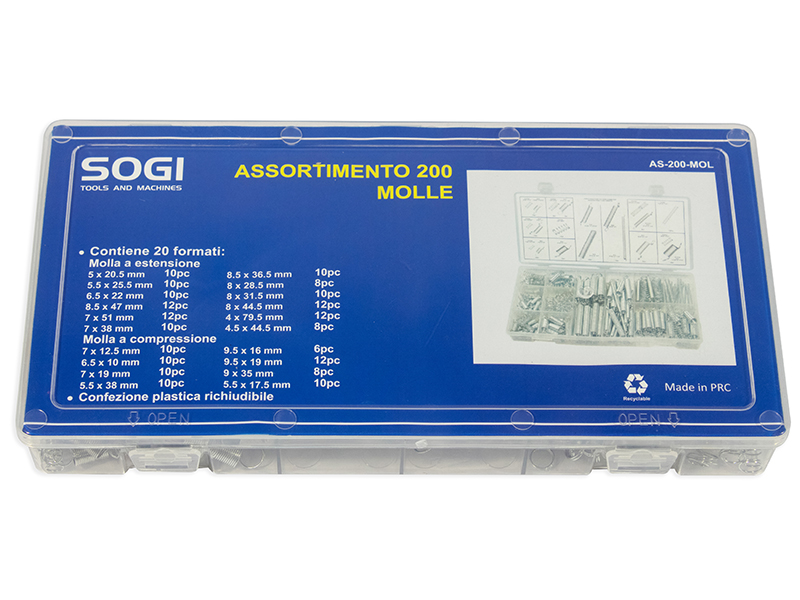 SOGI
TOOLS AND MACHINES
ASSORTIMENTO 200
MOLLE
AS-200-MOL
• Contiene 20 formati:
Molla a estensione
5 x 20.5 mm 10pc 8.5 x 36.5 mm 10pc
5.5 x 25.5 mm 10pc 8 x 28.5 mm 8pc
6.5 x 22 mm 10pc 8 x 31.5 mm 10pc
8.5 x 47 mm 12pc 8 x 44.5 mm 12pc
7 x 51 mm 12pc 4 x 79.5 mm 12pc
7 x 38 mm 10pc 4.5 x 44.5 mm 8pc
Molla a compressione
7 x 12.5 mm 10pc 9.5 x 16 mm 6pc
6.5 x 10 mm 10pc 9.5 x 19 mm 12pc
7 x 19 mm 10pc 9 x 35 mm 8pc
5.5 x 38 mm 10pc 5.5 x 17.5 mm 10pc
• Confezione plastica richiudibile
Recyclable
Made in PRC
OPEN
OPEN